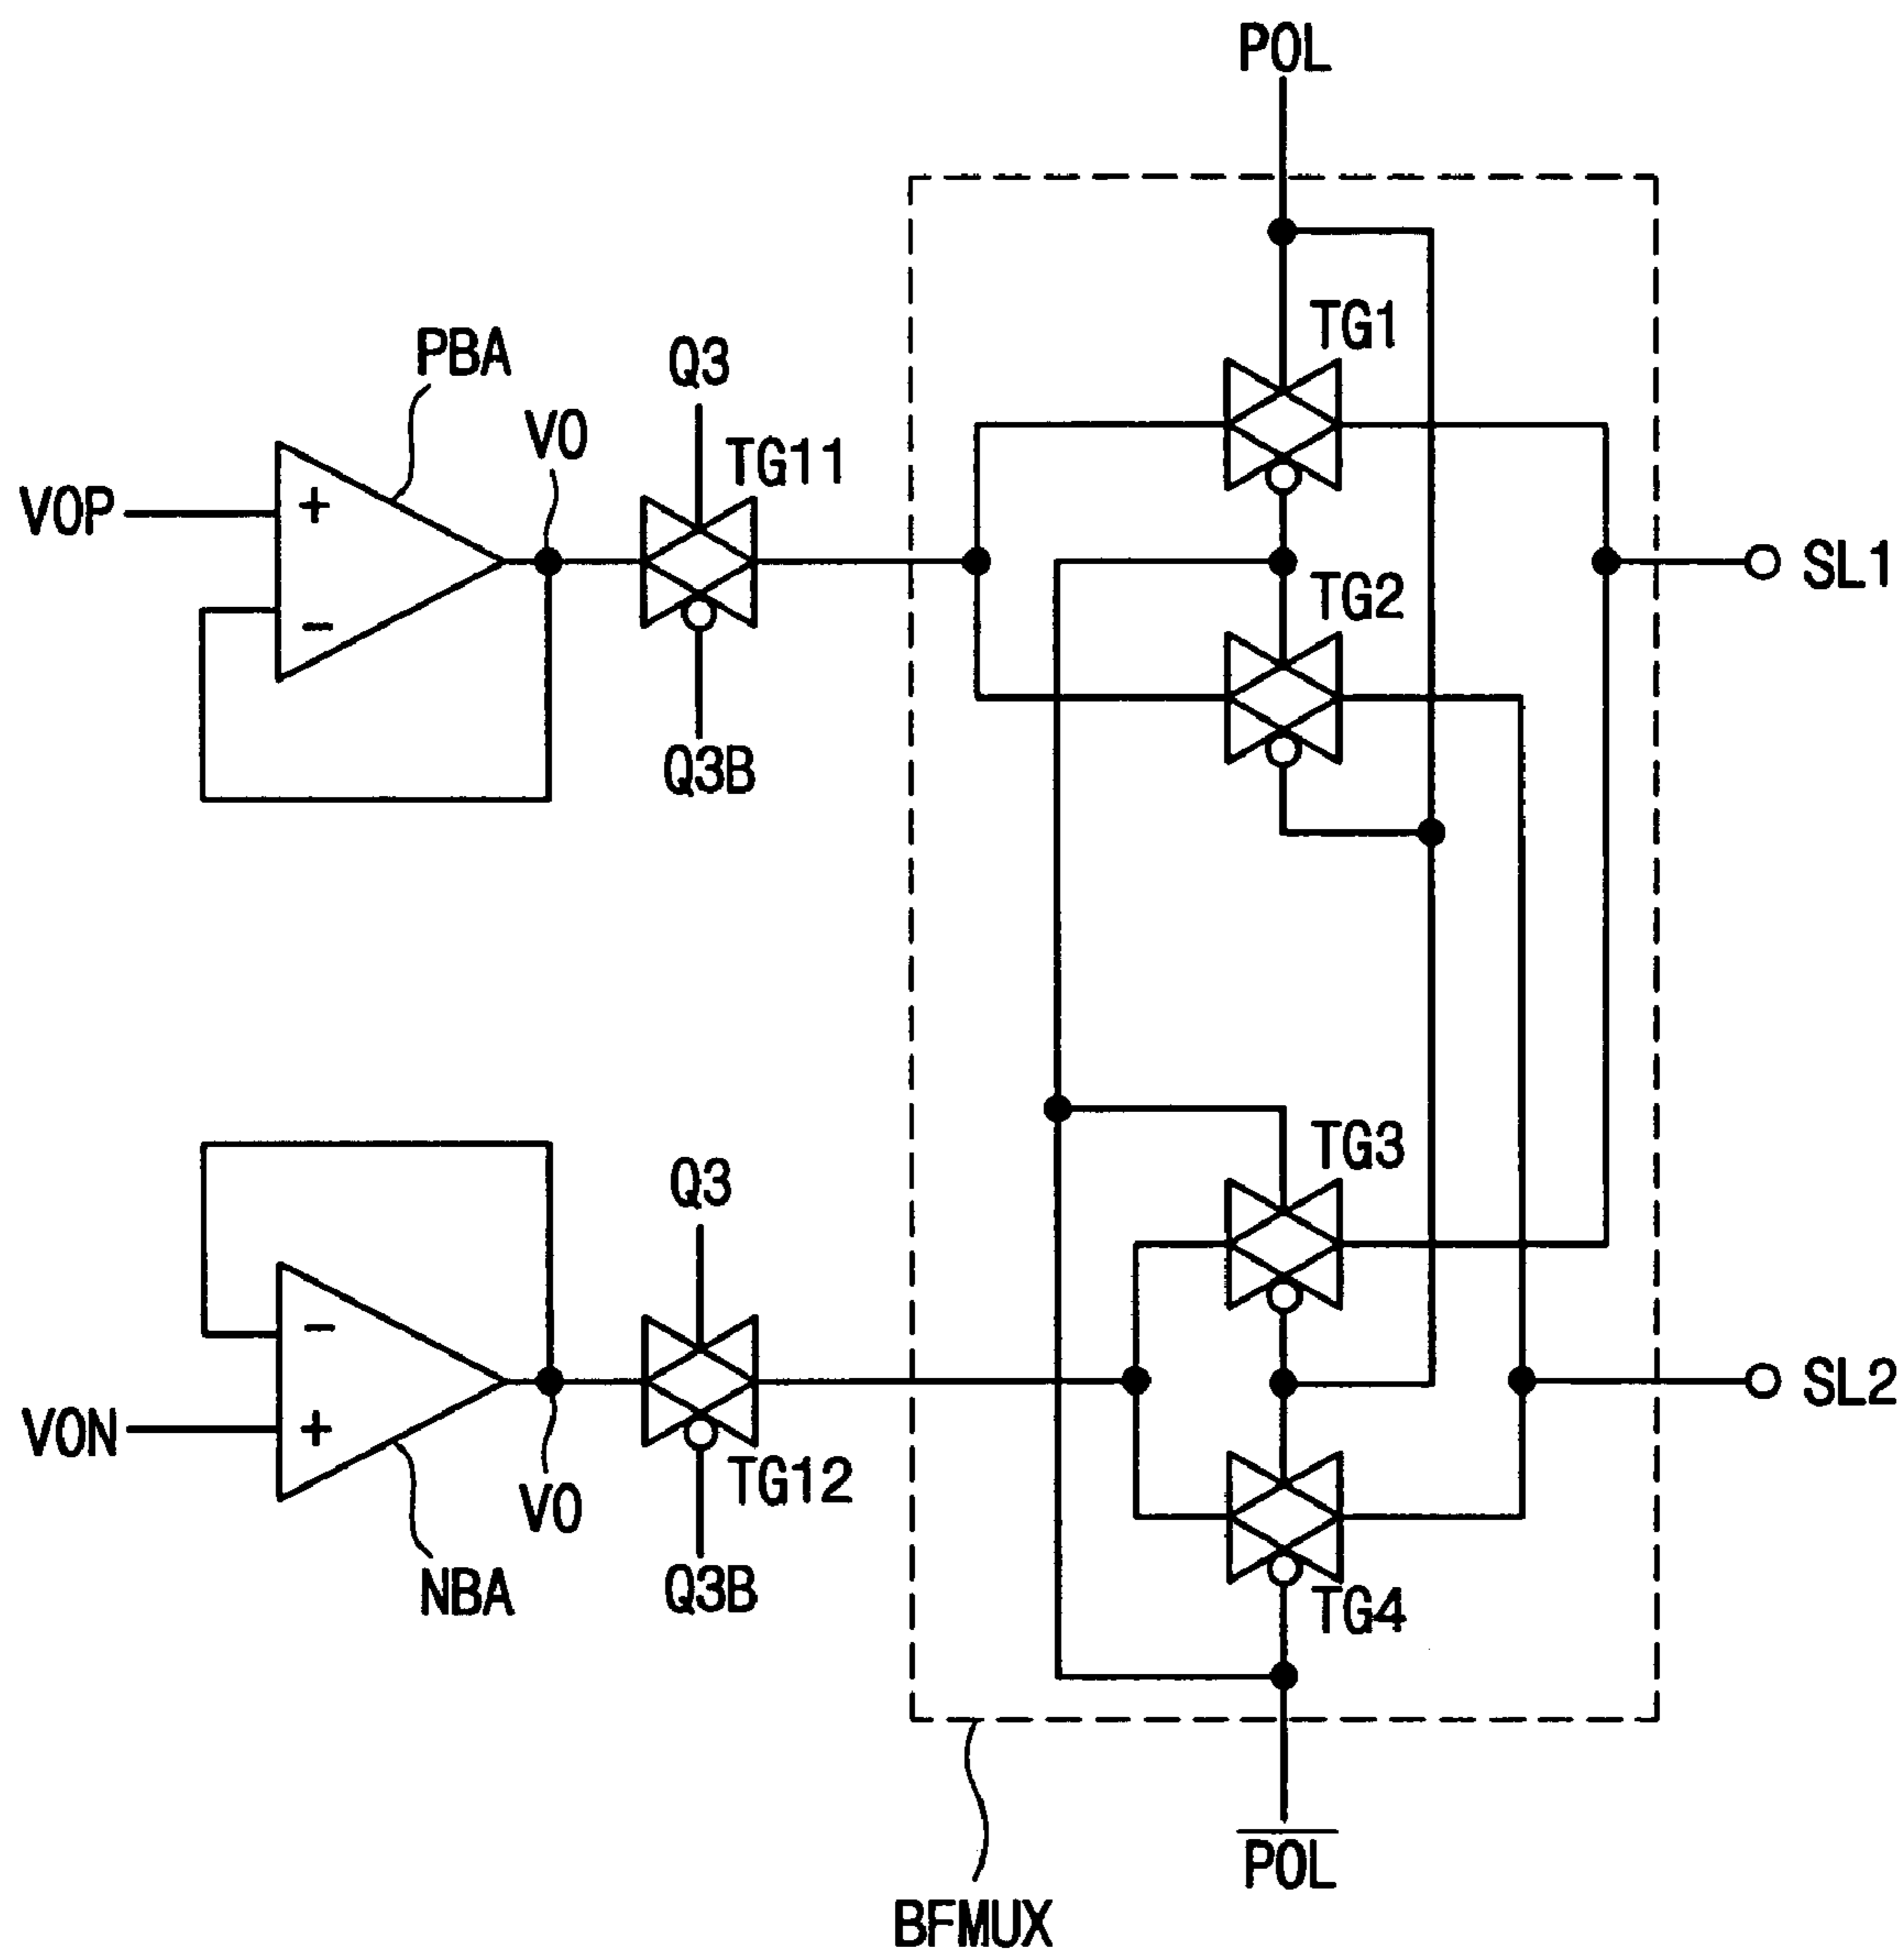 POL
TG1
PBA
Q3
VO
TG11
VOP
+
−
SL1
TG2
Q3B
TG3
Q3
−
+
VON
SL2
TG12
VO
NBA
Q3B
TG4
P̅O̅L̅
BFMUX